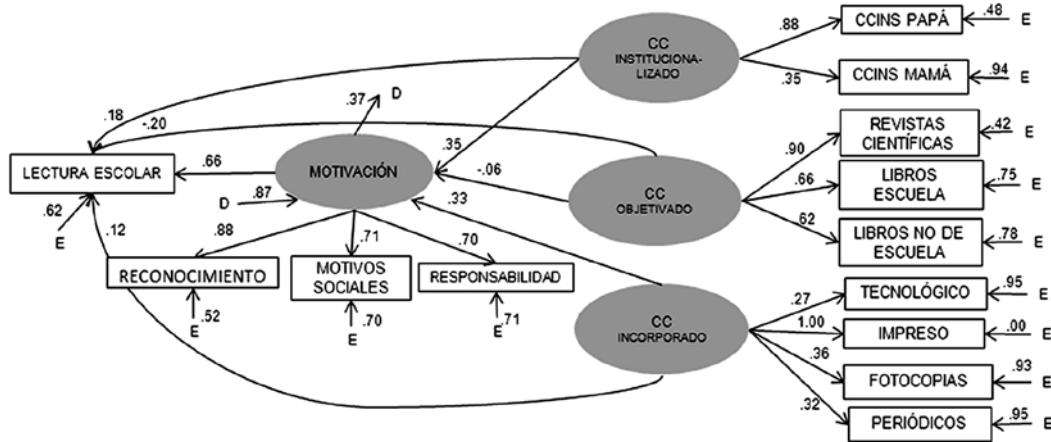 CC
INSTITUCIONA-
LIZADO
.88
CCINS PAPÁ
.48
E
.35
CCINS MAMÁ
.94
E
.37
D
.18
-.20
LECTURA ESCOLAR
.66
MOTIVACIÓN
.35
-.06
.33
CC
OBJETIVADO
.90
REVISTAS
CIENTÍFICAS
.42
E
.66
LIBROS
ESCUELA
.75
E
.62
LIBROS NO DE
ESCUELA
.78
E
D
.87
.62
E
.12
.88
.71
.70
RECONOCIMIENTO
MOTIVOS
SOCIALES
RESPONSABILIDAD
E
.52
E
.70
E
.71
CC
INCORPORADO
.27
TECNOLÓGICO
.95
E
1.00
IMPRESO
.00
E
.36
FOTOCOPIAS
.93
E
.32
PERIÓDICOS
.95
E